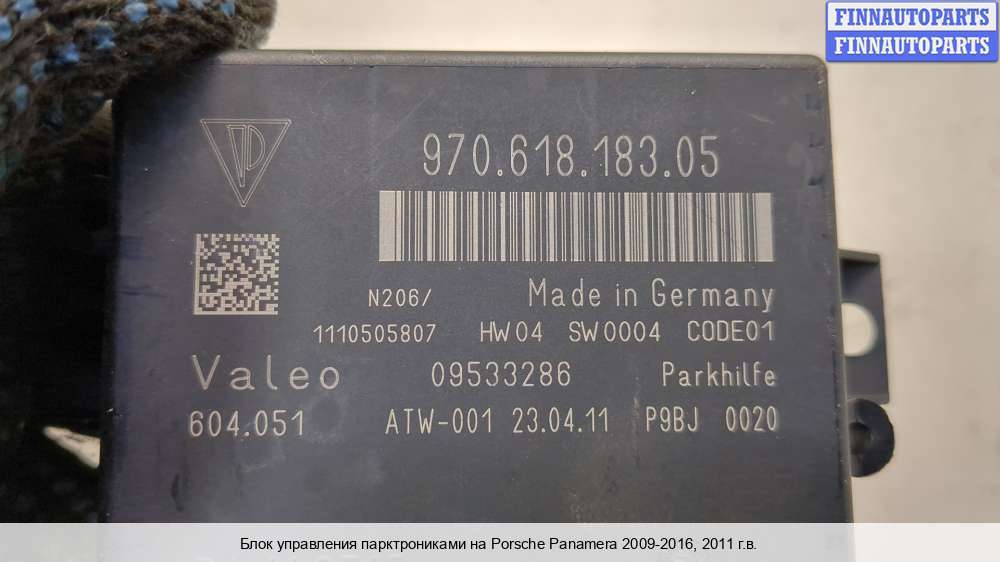 FINNAUTOPARTS
FINNAUTOPARTS
970.618.183.05
N206/ Made in Germany
1110505807 HW04 SW0004 CODE01
Valeo 09533286 Parkhilfe
604.051 ATW-001 23.04.11 P9BJ 0020
Блок управления парктрониками на Porsche Panamera 2009-2016, 2011 г.в.